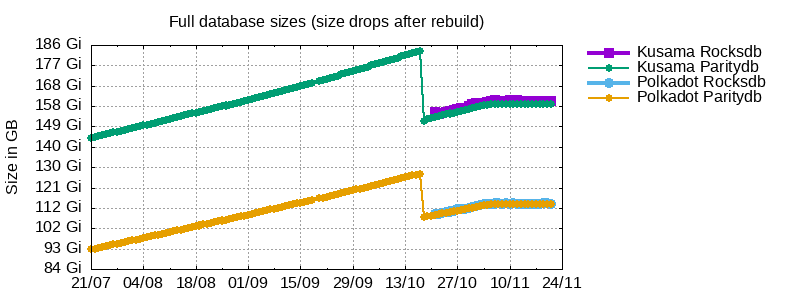 Full database sizes (size drops after rebuild)
Size in GB
186 Gi
177 Gi
168 Gi
158 Gi
149 Gi
140 Gi
130 Gi
121 Gi
112 Gi
102 Gi
93 Gi
84 Gi
21/07 04/08 18/08 01/09 15/09 29/09 13/10 27/10 10/11 24/11
Kusama Rocksdb
Kusama Paritydb
Polkadot Rocksdb
Polkadot Paritydb